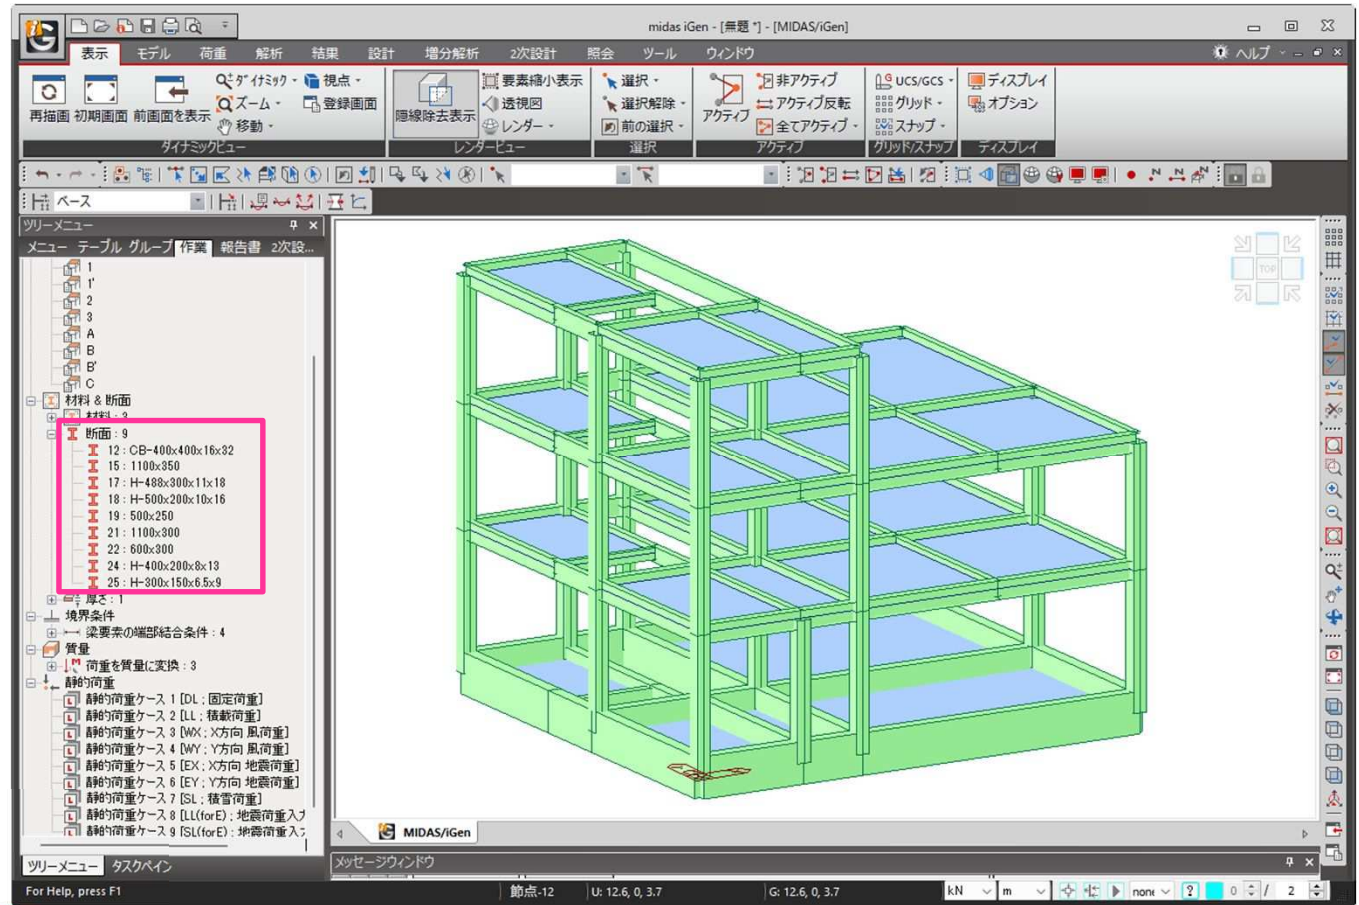 midas iGen - [無題 *] - [MIDAS/iGen]
表示 モデル 荷重 解析 結果 設計 増分解析 2次設計 照会 ツール ウィンドウ ヘルプ
再描画 初期画面 前画面を表示 ダイナミック ズーム 移動 視点 登録画面
ダイナミックビュー
隠線除去表示 要素縮小表示 透視図 レンダー
レンダービュー
選択 選択解除 前の選択
選択
アクティブ 非アクティブ アクティブ反転 全てアクティブ
アクティブ
UCS/GCS グリッド スナップ
グリッド/スナップ
ディスプレイ オプション
ディスプレイ
ベース
ツリーメニュー
メニュー テーブル グループ 作業 報告書 2次設...
1
1'
2
3
A
B
B'
C
材料 & 断面
材料 : 3
断面 : 9
12 : CB-400x400x16x32
15 : 1100x350
17 : H-488x300x11x18
18 : H-500x200x10x16
19 : 500x250
21 : 1100x300
22 : 600x300
24 : H-400x200x8x13
25 : H-300x150x6.5x9
厚さ : 1
境界条件
梁要素の端部結合条件 : 4
質量
荷重を質量に変換 : 3
静的荷重
静的荷重ケース 1 [DL ; 固定荷重]
静的荷重ケース 2 [LL ; 積載荷重]
静的荷重ケース 3 [WX ; X方向 風荷重]
静的荷重ケース 4 [WY ; Y方向 風荷重]
静的荷重ケース 5 [EX ; X方向 地震荷重]
静的荷重ケース 6 [EY ; Y方向 地震荷重]
静的荷重ケース 7 [SL ; 積雪荷重]
静的荷重ケース 8 [LL(forE) ; 地震荷重入力
静的荷重ケース 9 [SL(forE) ; 地震荷重入
TOP
MIDAS/iGen
ツリーメニュー タスクペイン
メッセージウィンドウ
For Help, press F1
節点-12
U: 12.6, 0, 3.7
G: 12.6, 0, 3.7
kN m none ? 0 / 2